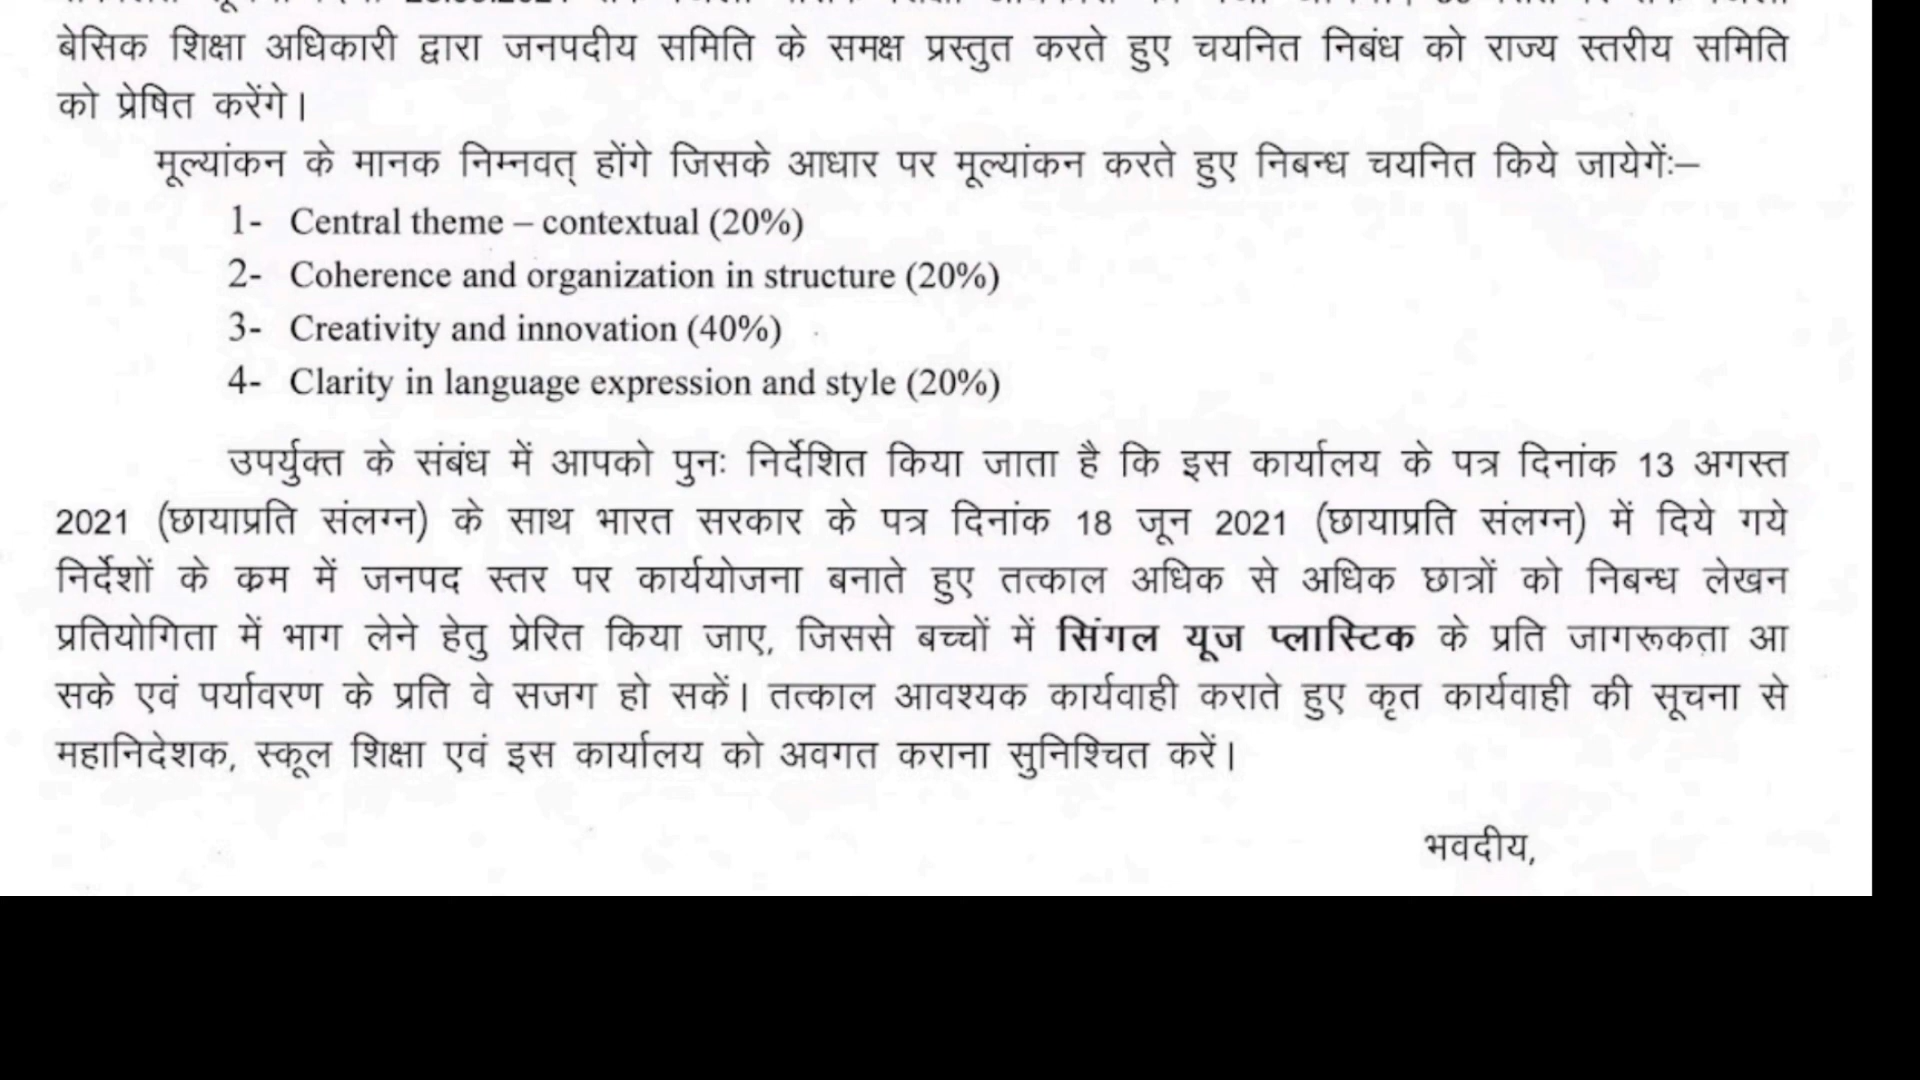 बेसिक शिक्षा अधिकारी द्वारा जनपदीय समिति के समक्ष प्रस्तुत करते हुए चयनित निबंध को राज्य स्तरीय समिति
को प्रेषित करेंगे।
मूल्यांकन के मानक निम्नवत् होंगे जिसके आधार पर मूल्यांकन करते हुए निबन्ध चयनित किये जायेगेंः–
1- Central theme – contextual (20%)
2- Coherence and organization in structure (20%)
3- Creativity and innovation (40%)
4- Clarity in language expression and style (20%)
उपर्युक्त के संबंध में आपको पुनः निर्देशित किया जाता है कि इस कार्यालय के पत्र दिनांक 13 अगस्त
2021 (छायाप्रति संलग्न) के साथ भारत सरकार के पत्र दिनांक 18 जून 2021 (छायाप्रति संलग्न) में दिये गये
निर्देशों के क्रम में जनपद स्तर पर कार्ययोजना बनाते हुए तत्काल अधिक से अधिक छात्रों को निबन्ध लेखन
प्रतियोगिता में भाग लेने हेतु प्रेरित किया जाए, जिससे बच्चों में सिंगल यूज प्लास्टिक के प्रति जागरूकता आ
सके एवं पर्यावरण के प्रति वे सजग हो सकें। तत्काल आवश्यक कार्यवाही कराते हुए कृत कार्यवाही की सूचना से
महानिदेशक, स्कूल शिक्षा एवं इस कार्यालय को अवगत कराना सुनिश्चित करें।
भवदीय,